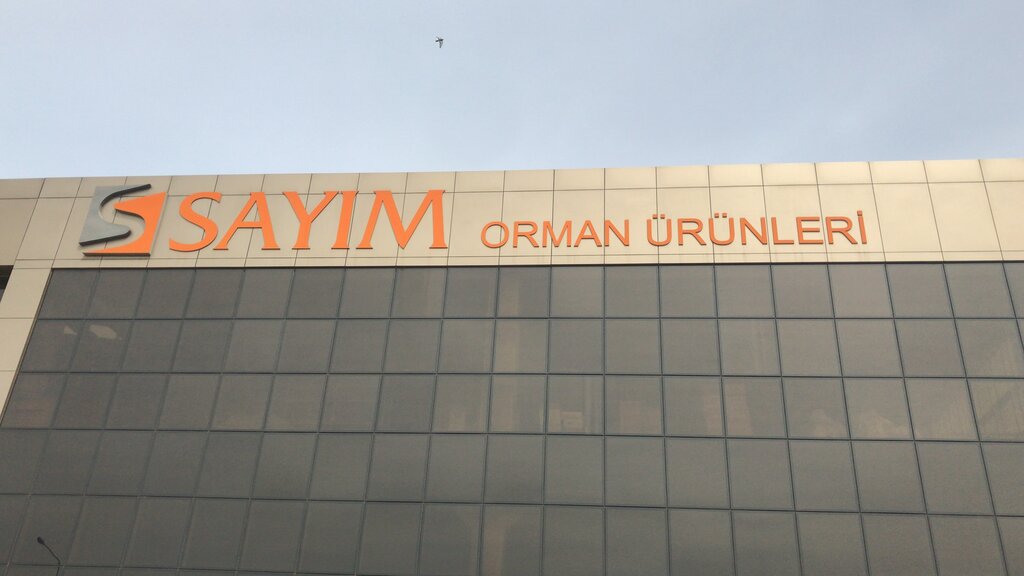 SAYIM ORMAN ÜRÜNLERİ